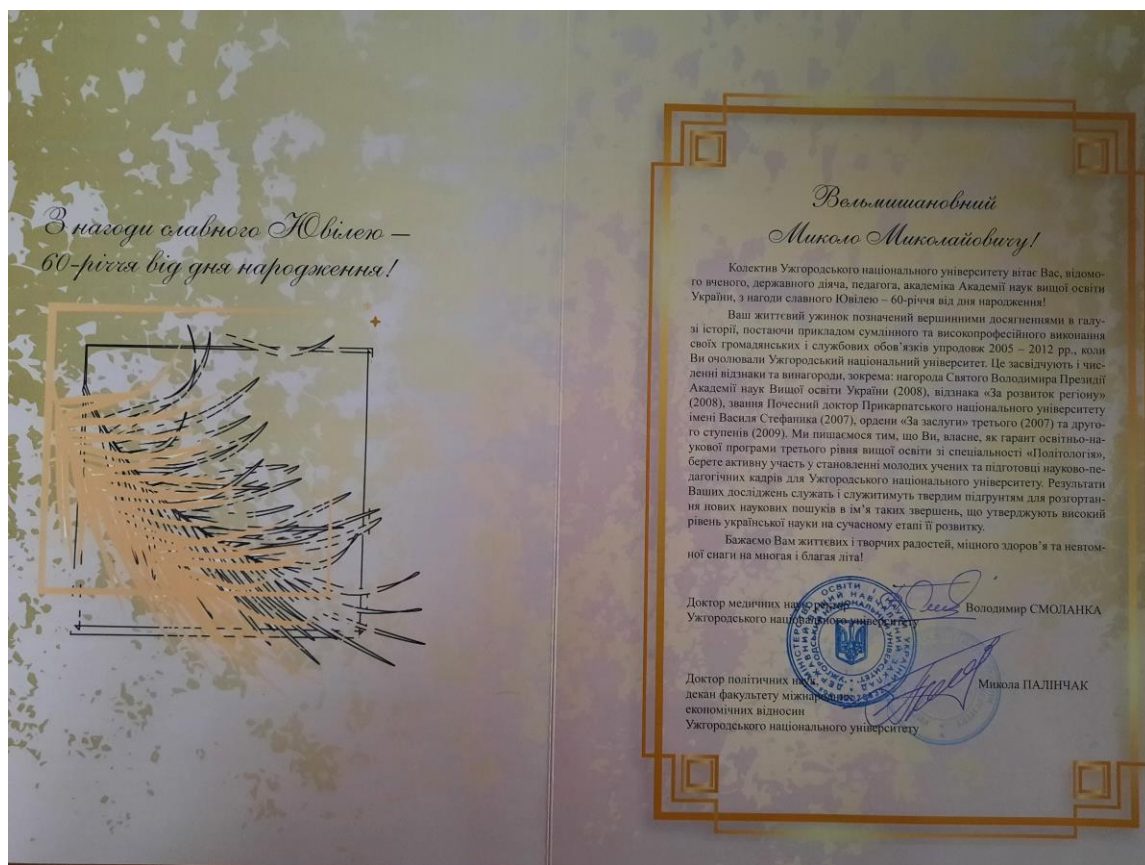 З нагоди славного Ювілею –
60-річчя від дня народження!
Вельмишановний
Миколо Миколайовичу!
Колектив Ужгородського національного університету вітає Вас, відомо-
го вченого, державного діяча, педагога, академіка Академії наук вищої освіти
України, з нагоди славного Ювілею – 60-річчя від дня народження!
Ваш життєвий ужинок позначений вершинними досягненнями в галу-
зі історії, постаючи прикладом сумлінного та високопрофесійного виконання
своїх громадянських і службових обов’язків упродовж 2005 – 2012 рр., коли
Ви очолювали Ужгородський національний університет. Це засвідчують і чис-
ленні відзнаки та винагороди, зокрема: нагорода Святого Володимира Президії
Академії наук Вищої освіти України (2008), відзнака «За розвиток регіону»
(2008), звання Почесний доктор Прикарпатського національного університету
імені Василя Стефаника (2007), ордени «За заслуги» третього (2007) та друго-
го ступенів (2009). Ми пишаємося тим, що Ви, власне, як гарант освітньо-на-
укової програми третього рівня вищої освіти зі спеціальності «Політологія»,
берете активну участь у становленні молодих учених та підготовці науково-пе-
дагогічних кадрів для Ужгородського національного університету. Результати
Ваших досліджень служать і служитимуть твердим підґрунтям для розгортан-
ня нових наукових пошуків в ім’я таких звершень, що утверджують високий
рівень української науки на сучасному етапі її розвитку.
Бажаємо Вам життєвих і творчих радостей, міцного здоров’я та невтом-
ної снаги на многая і благая літа!
Доктор медичних наук, ректор Володимир СМОЛАНКА
Ужгородського національного університету
Доктор політичних наук,
Микола ПАЛІНЧАК
декан факультету міжнародних
економічних відносин
Ужгородського національного університету